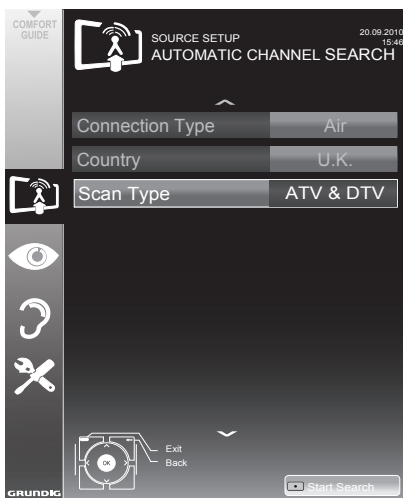 COMFORT
GUIDE
SOURCE SETUP
AUTOMATIC CHANNEL SEARCH
20.09.2010
15:46
Connection Type Air
Country U.K.
Scan Type ATV & DTV
OK
Exit
Back
Start Search
GRUNDIG